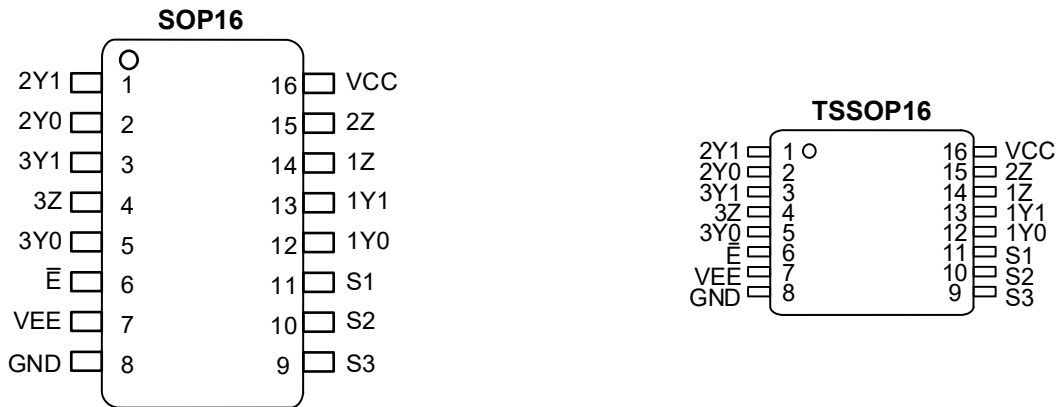 SOP16
2Y1 1 16 VCC
2Y0 2 15 2Z
3Y1 3 14 1Z
3Z 4 13 1Y1
3Y0 5 12 1Y0
E̅ 6 11 S1
VEE 7 10 S2
GND 8 9 S3
TSSOP16
2Y1 1 16 VCC
2Y0 2 15 2Z
3Y1 3 14 1Z
3Z 4 13 1Y1
3Y0 5 12 1Y0
E̅ 6 11 S1
VEE 7 10 S2
GND 8 9 S3